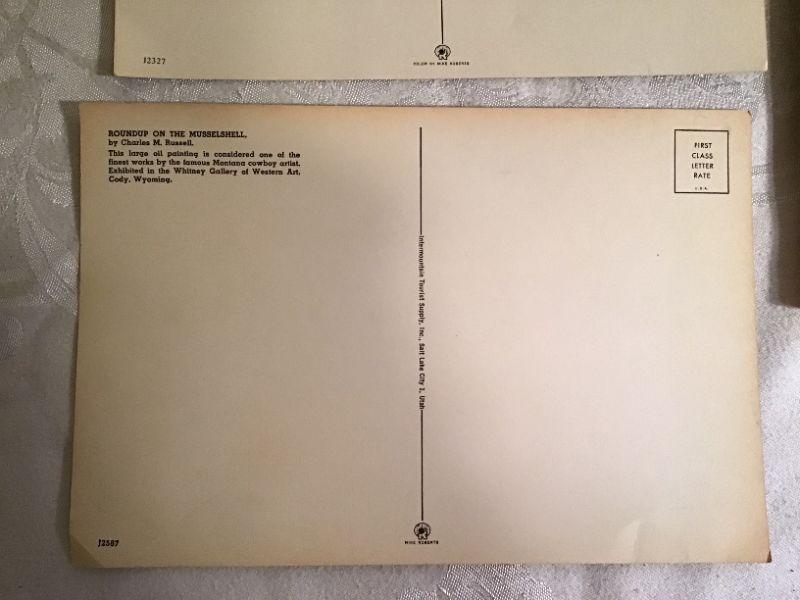 J2327
FOLOW BY MIKE ROBERTS
ROUNDUP ON THE MUSSELSHELL,
by Charles M. Russell.
This large oil painting is considered one of the
finest works by the famous Montana cowboy artist.
Exhibited in the Whitney Gallery of Western Art,
Cody, Wyoming.
FIRST
CLASS
LETTER
RATE
U.S.A.
Intermountain Tourist Supply, Inc., Salt Lake City 1, Utah
J2587
MIKE ROBERTS